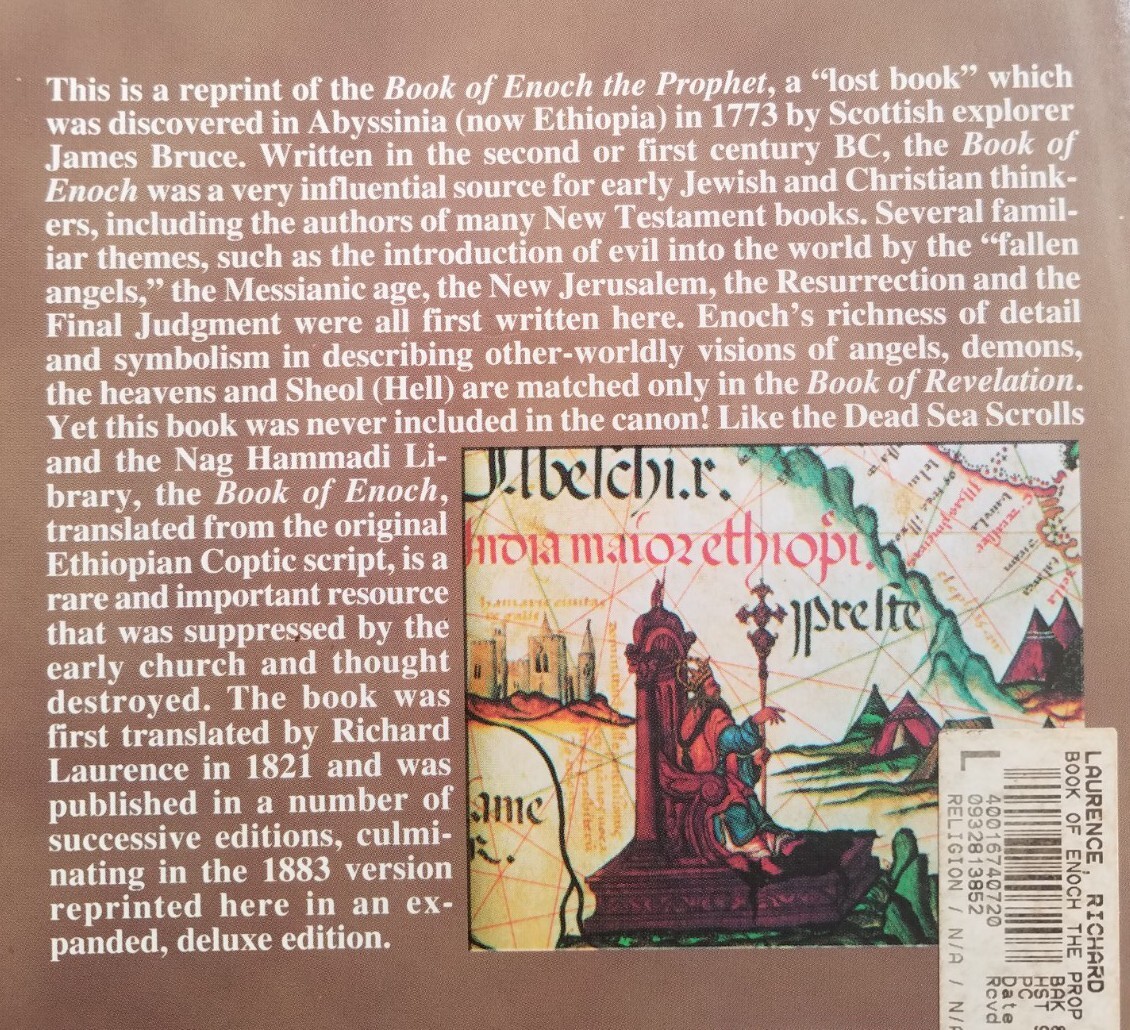 This is a reprint of the Book of Enoch the Prophet, a “lost book” which
was discovered in Abyssinia (now Ethiopia) in 1773 by Scottish explorer
James Bruce. Written in the second or first century BC, the Book of
Enoch was a very influential source for early Jewish and Christian think-
ers, including the authors of many New Testament books. Several famil-
iar themes, such as the introduction of evil into the world by the “fallen
angels,” the Messianic age, the New Jerusalem, the Resurrection and the
Final Judgment were all first written here. Enoch’s richness of detail
and symbolism in describing other-worldly visions of angels, demons,
the heavens and Sheol (Hell) are matched only in the Book of Revelation.
Yet this book was never included in the canon! Like the Dead Sea Scrolls
and the Nag Hammadi Li-
brary, the Book of Enoch,
translated from the original
Ethiopian Coptic script, is a
rare and important resource
that was suppressed by the
early church and thought
destroyed. The book was
first translated by Richard
Laurence in 1821 and was
published in a number of
successive editions, culmi-
nating in the 1883 version
reprinted here in an ex-
panded, deluxe edition.
maior ethiopi.
preste
ame
LAURENCE, RICHARD
BOOK OF ENOCH THE PROP
BAK &
HST
PC
Date
Rcvd
L
40016740720
0932813852
RELIGION / N/A / N/A